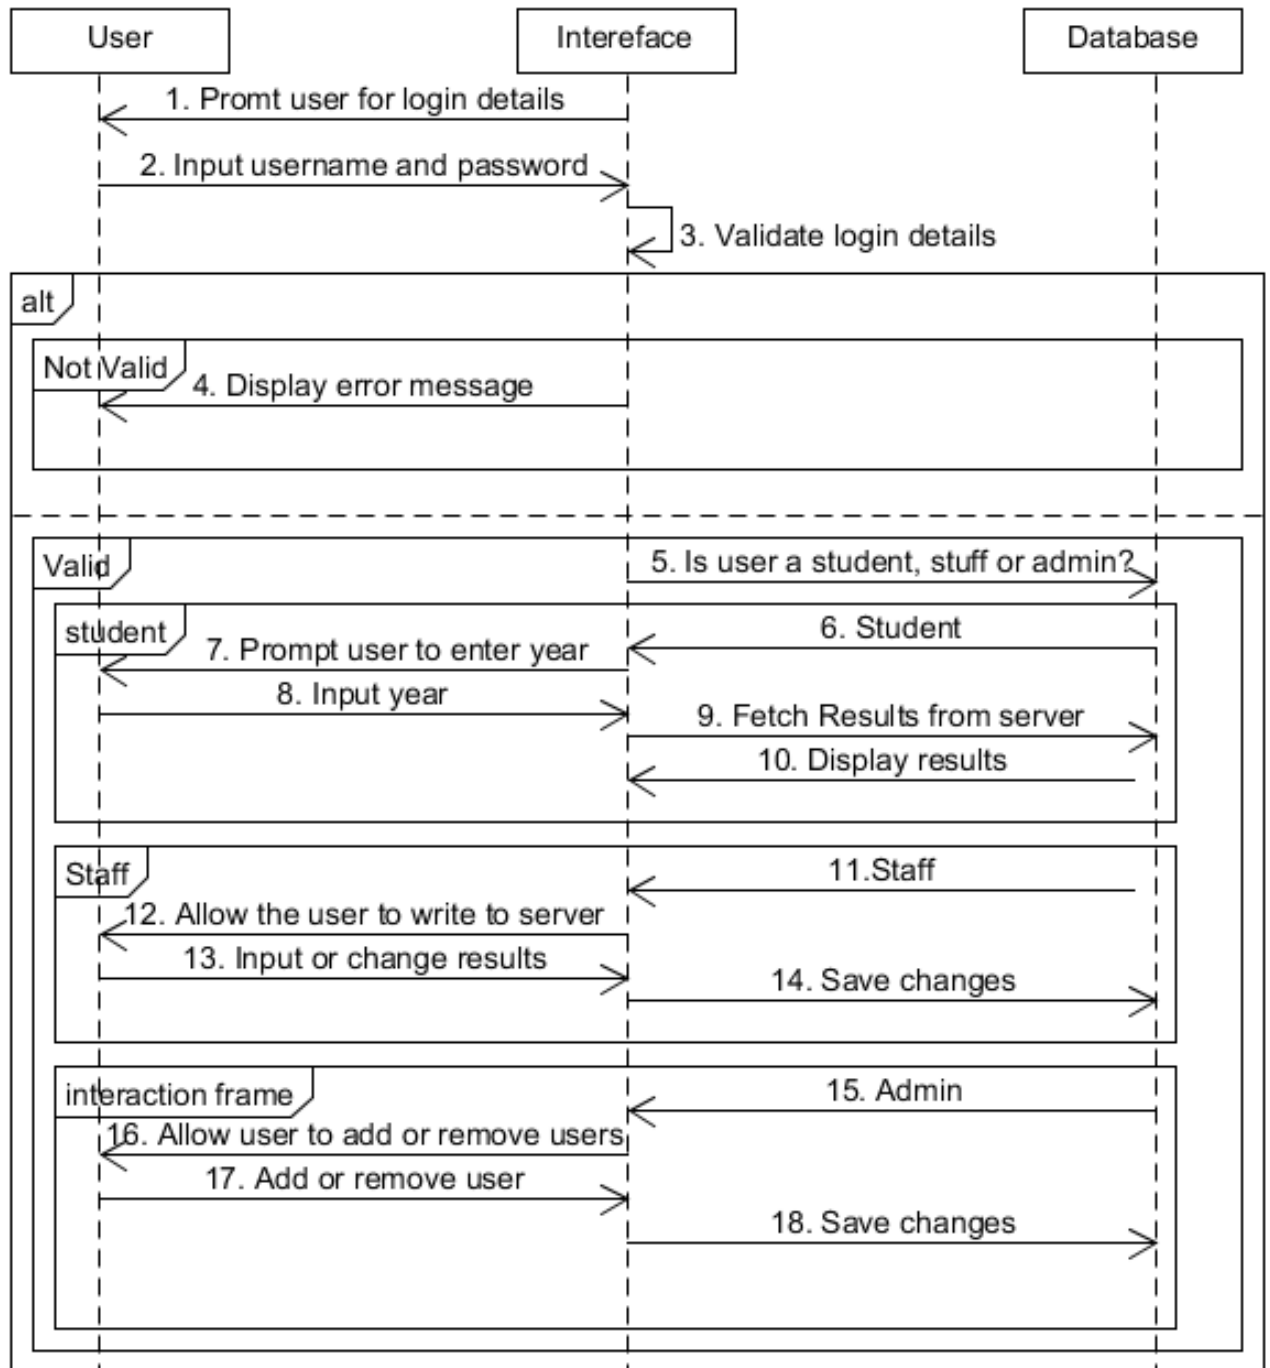 User
Intereface
Database
1. Promt user for login details
2. Input username and password
3. Validate login details
alt
Not Valid
4. Display error message
Valid
5. Is user a student, stuff or admin?
student
6. Student
7. Prompt user to enter year
8. Input year
9. Fetch Results from server
10. Display results
Staff
11.Staff
12. Allow the user to write to server
13. Input or change results
14. Save changes
interaction frame
15. Admin
16. Allow user to add or remove users
17. Add or remove user
18. Save changes